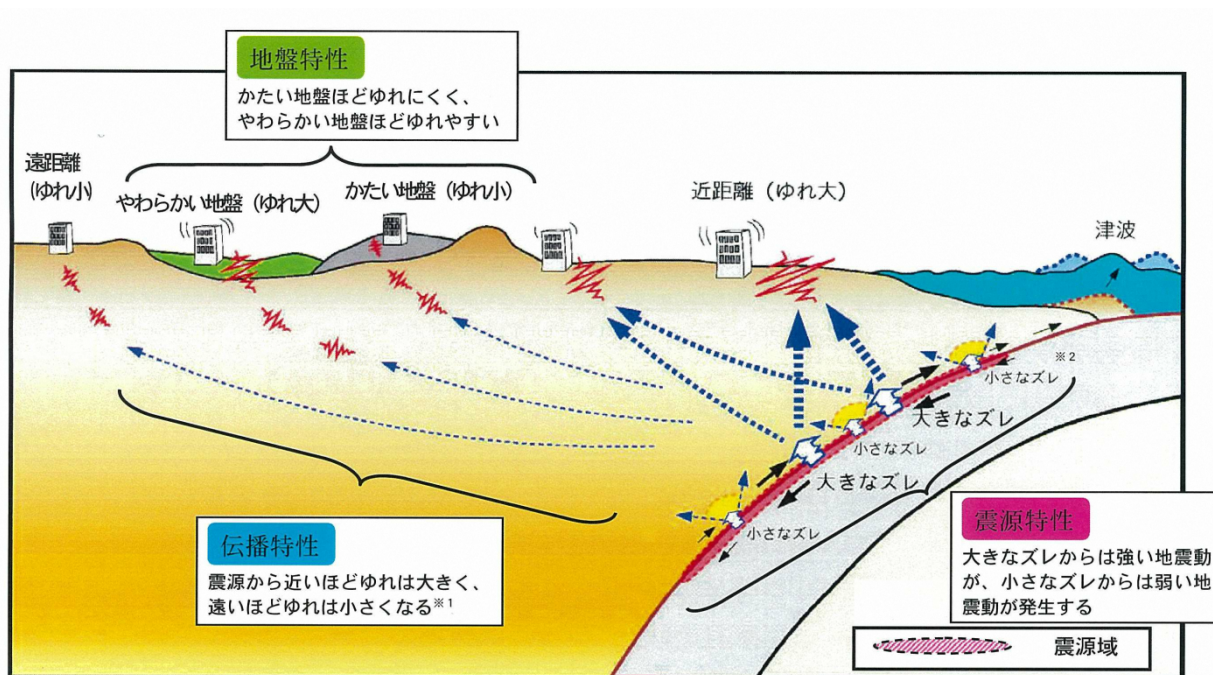 地盤特性
かたい地盤ほどゆれにくく、
やわらかい地盤ほどゆれやすい
遠距離
(ゆれ小)
やわらかい地盤(ゆれ大)
かたい地盤(ゆれ小)
近距離(ゆれ大)
津波
※2
小さなズレ
大きなズレ
小さなズレ
大きなズレ
小さなズレ
伝播特性
震源から近いほどゆれは大きく、
遠いほどゆれは小さくなる※1
震源特性
大きなズレからは強い地震動
が、小さなズレからは弱い地
震動が発生する
震源域